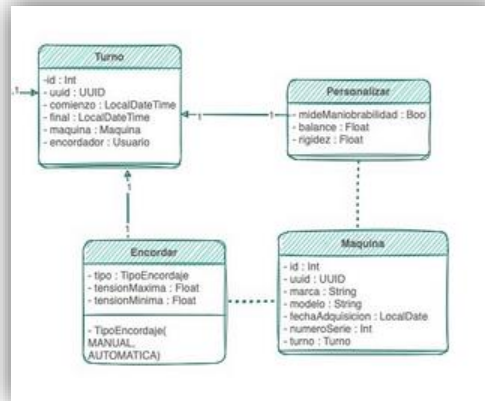 Turno
-id : Int
- uuid : UUID
- comienzo : LocalDateTime
- final : LocalDateTime
- maquina : Maquina
- encordador : Usuario
..1
1
1
Personalizar
- mideManiobrabilidad : Boo
- balance : Float
- rigidez : Float
1
1
Encordar
- tipo : TipoEncordaje
- tensionMaxima : Float
- tensionMinima : Float
- TipoEncordaje(
MANUAL,
AUTOMATICA)
Maquina
- id : Int
- uuid : UUID
- marca : String
- modelo : String
- fechaAdquisicion : LocalDate
- numeroSerie : Int
- turno : Turno